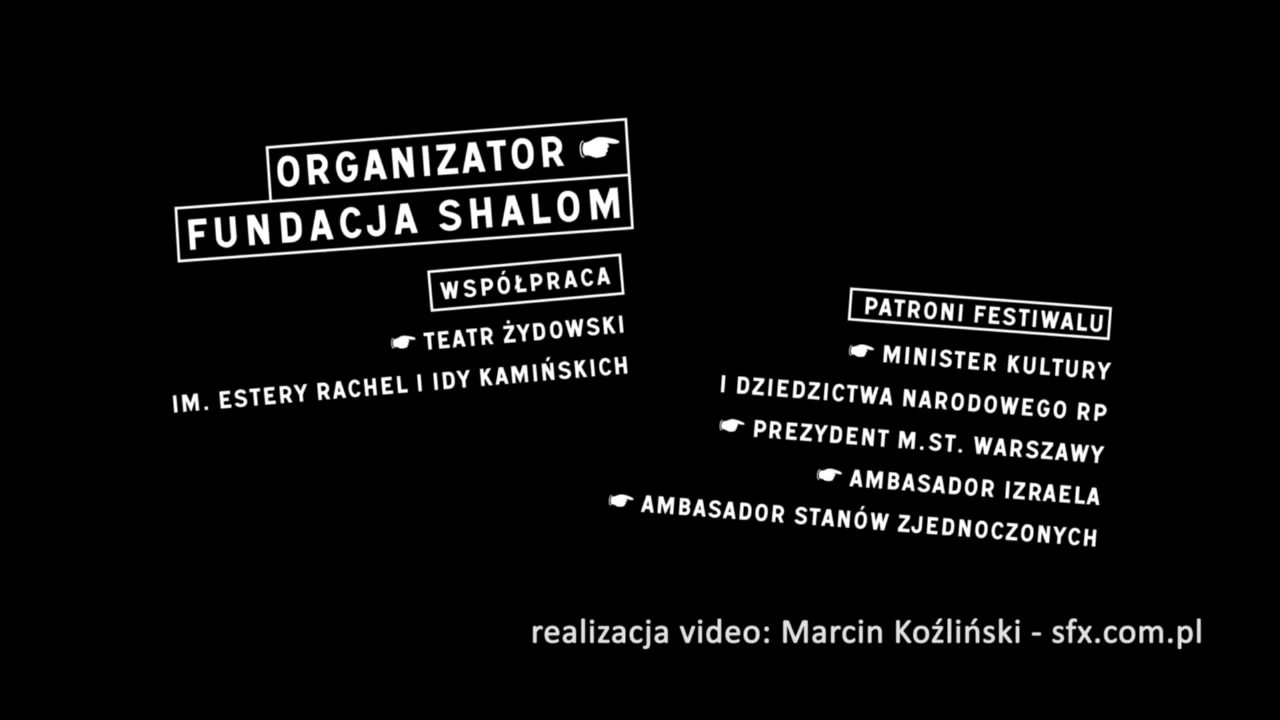 ORGANIZATOR
FUNDACJA SHALOM
WSPÓŁPRACA
TEATR ŻYDOWSKI
IM. ESTERY RACHEL I IDY KAMIŃSKICH
PATRONI FESTIWALU
MINISTER KULTURY
I DZIEDZICTWA NARODOWEGO RP
PREZYDENT M.ST. WARSZAWY
AMBASADOR IZRAELA
AMBASADOR STANÓW ZJEDNOCZONYCH
realizacja video: Marcin Koźliński - sfx.com.pl